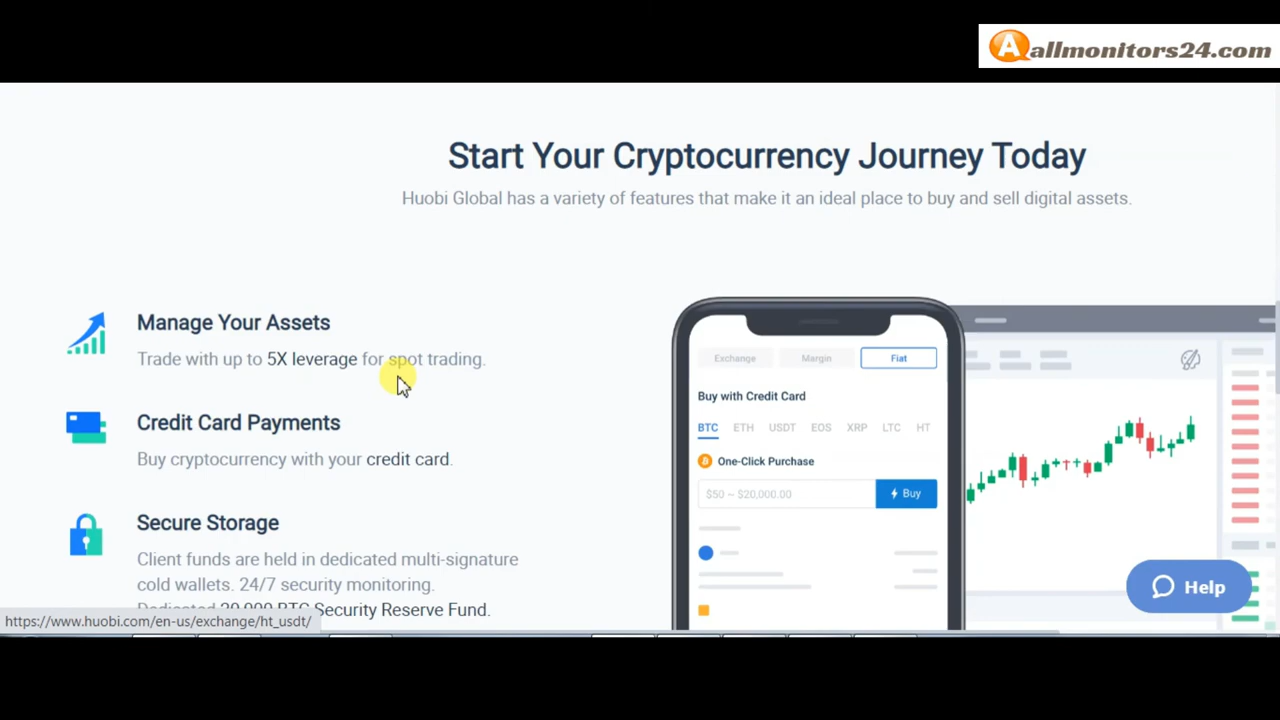 allmonitors24.com
Start Your Cryptocurrency Journey Today
Huobi Global has a variety of features that make it an ideal place to buy and sell digital assets.
Manage Your Assets
Trade with up to 5X leverage for spot trading.
Credit Card Payments
Buy cryptocurrency with your credit card.
Secure Storage
Client funds are held in dedicated multi-signature
cold wallets. 24/7 security monitoring.
Dedicated 20,000 BTC Security Reserve Fund.
https://www.huobi.com/en-us/exchange/ht_usdt/
Exchange Margin Fiat
Buy with Credit Card
BTC ETH USDT EOS XRP LTC HT
One-Click Purchase
$50 ~ $20,000.00 Buy
Help